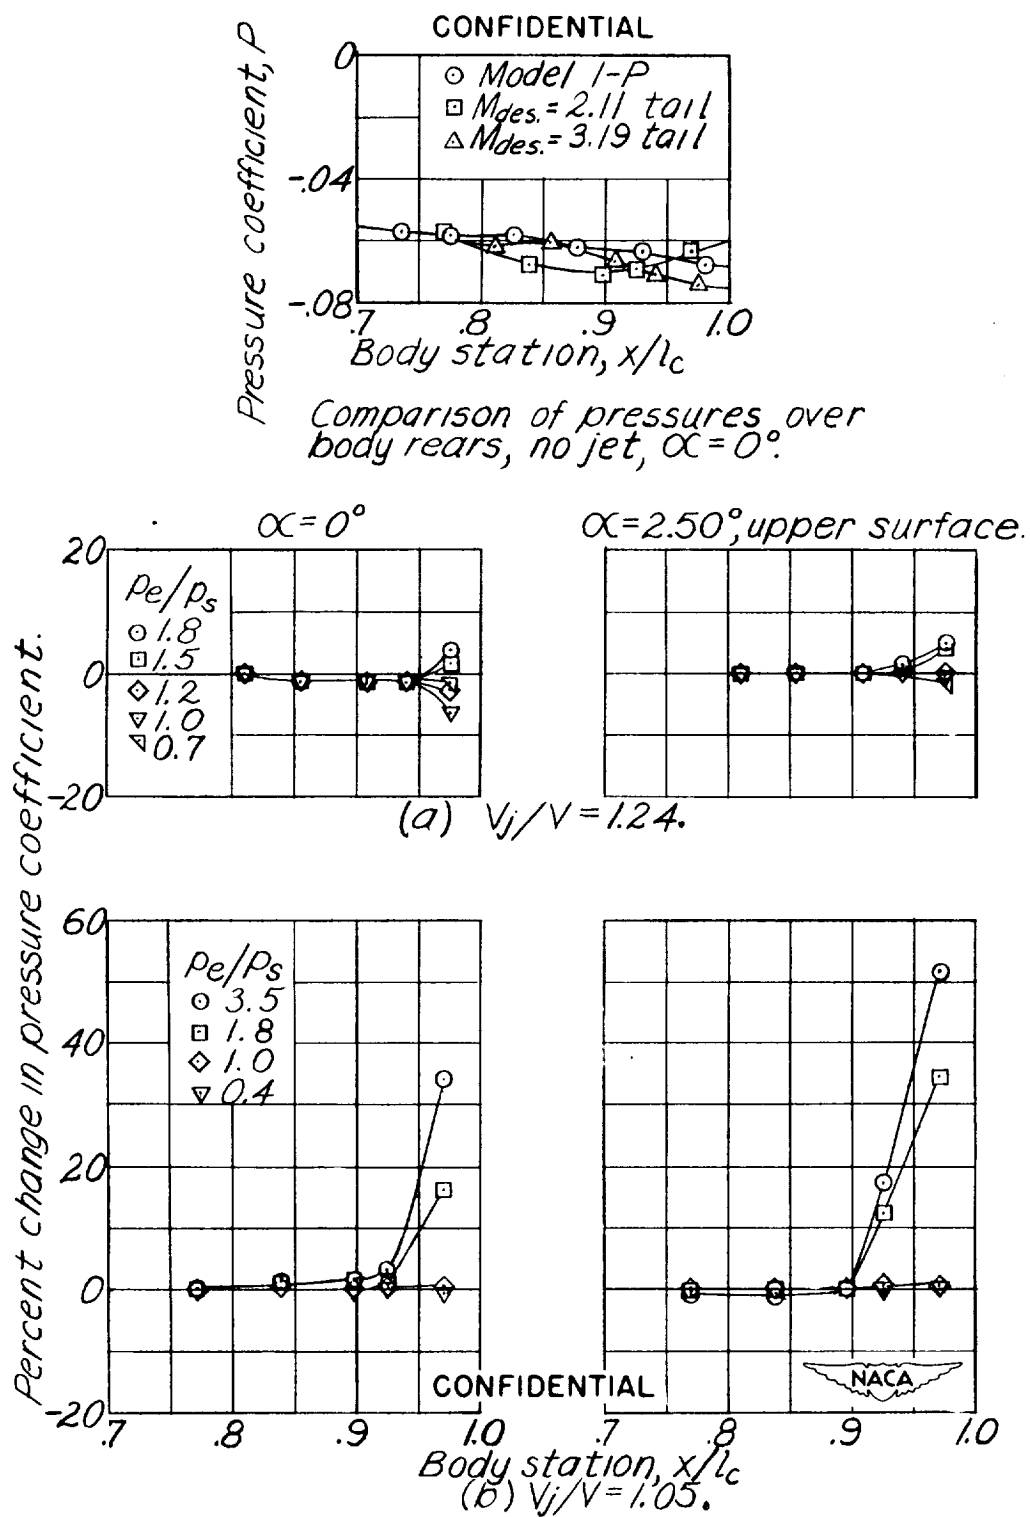 CONFIDENTIAL
Pressure coefficient, P
0
-.04
-.08
⊙ Model 1-P
⊡ Mdes. = 2.11 tail
△ Mdes. = 3.19 tail
.7 .8 .9 1.0
Body station, x/lc
Comparison of pressures over
body rears, no jet, α = 0°.
α = 0°
α = 2.50°, upper surface.
Percent change in pressure coefficient.
20
0
-20
pe/ps
1.8
1.5
1.2
1.0
0.7
(a) Vj/V = 1.24.
60
40
20
0
-20
pe/ps
3.5
1.8
1.0
0.4
CONFIDENTIAL
NACA
.7 .8 .9 1.0
.7 .8 .9 1.0
Body station, x/lc
(b) Vj/V = 1.05.